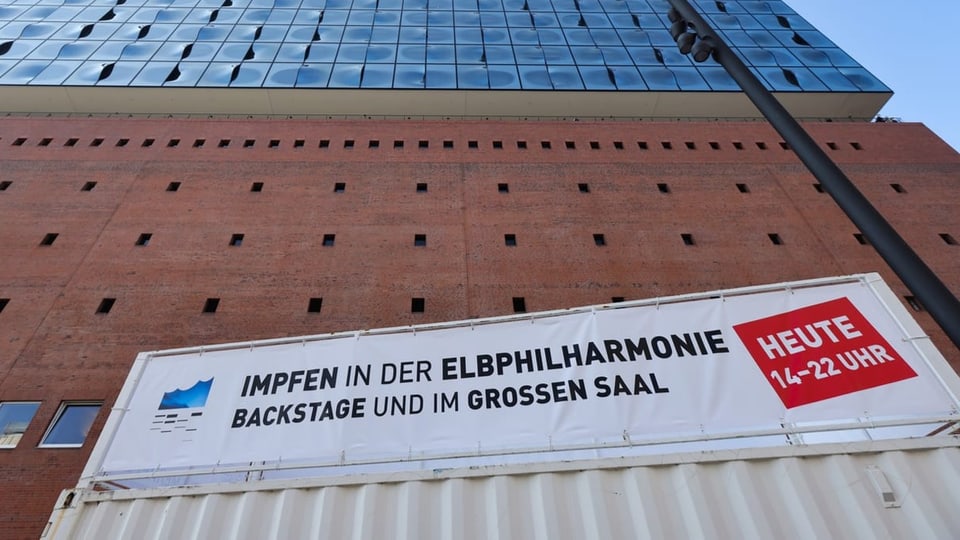 IMPFEN IN DER ELBPHILHARMONIE
BACKSTAGE UND IM GROSSEN SAAL
HEUTE
14–22 UHR